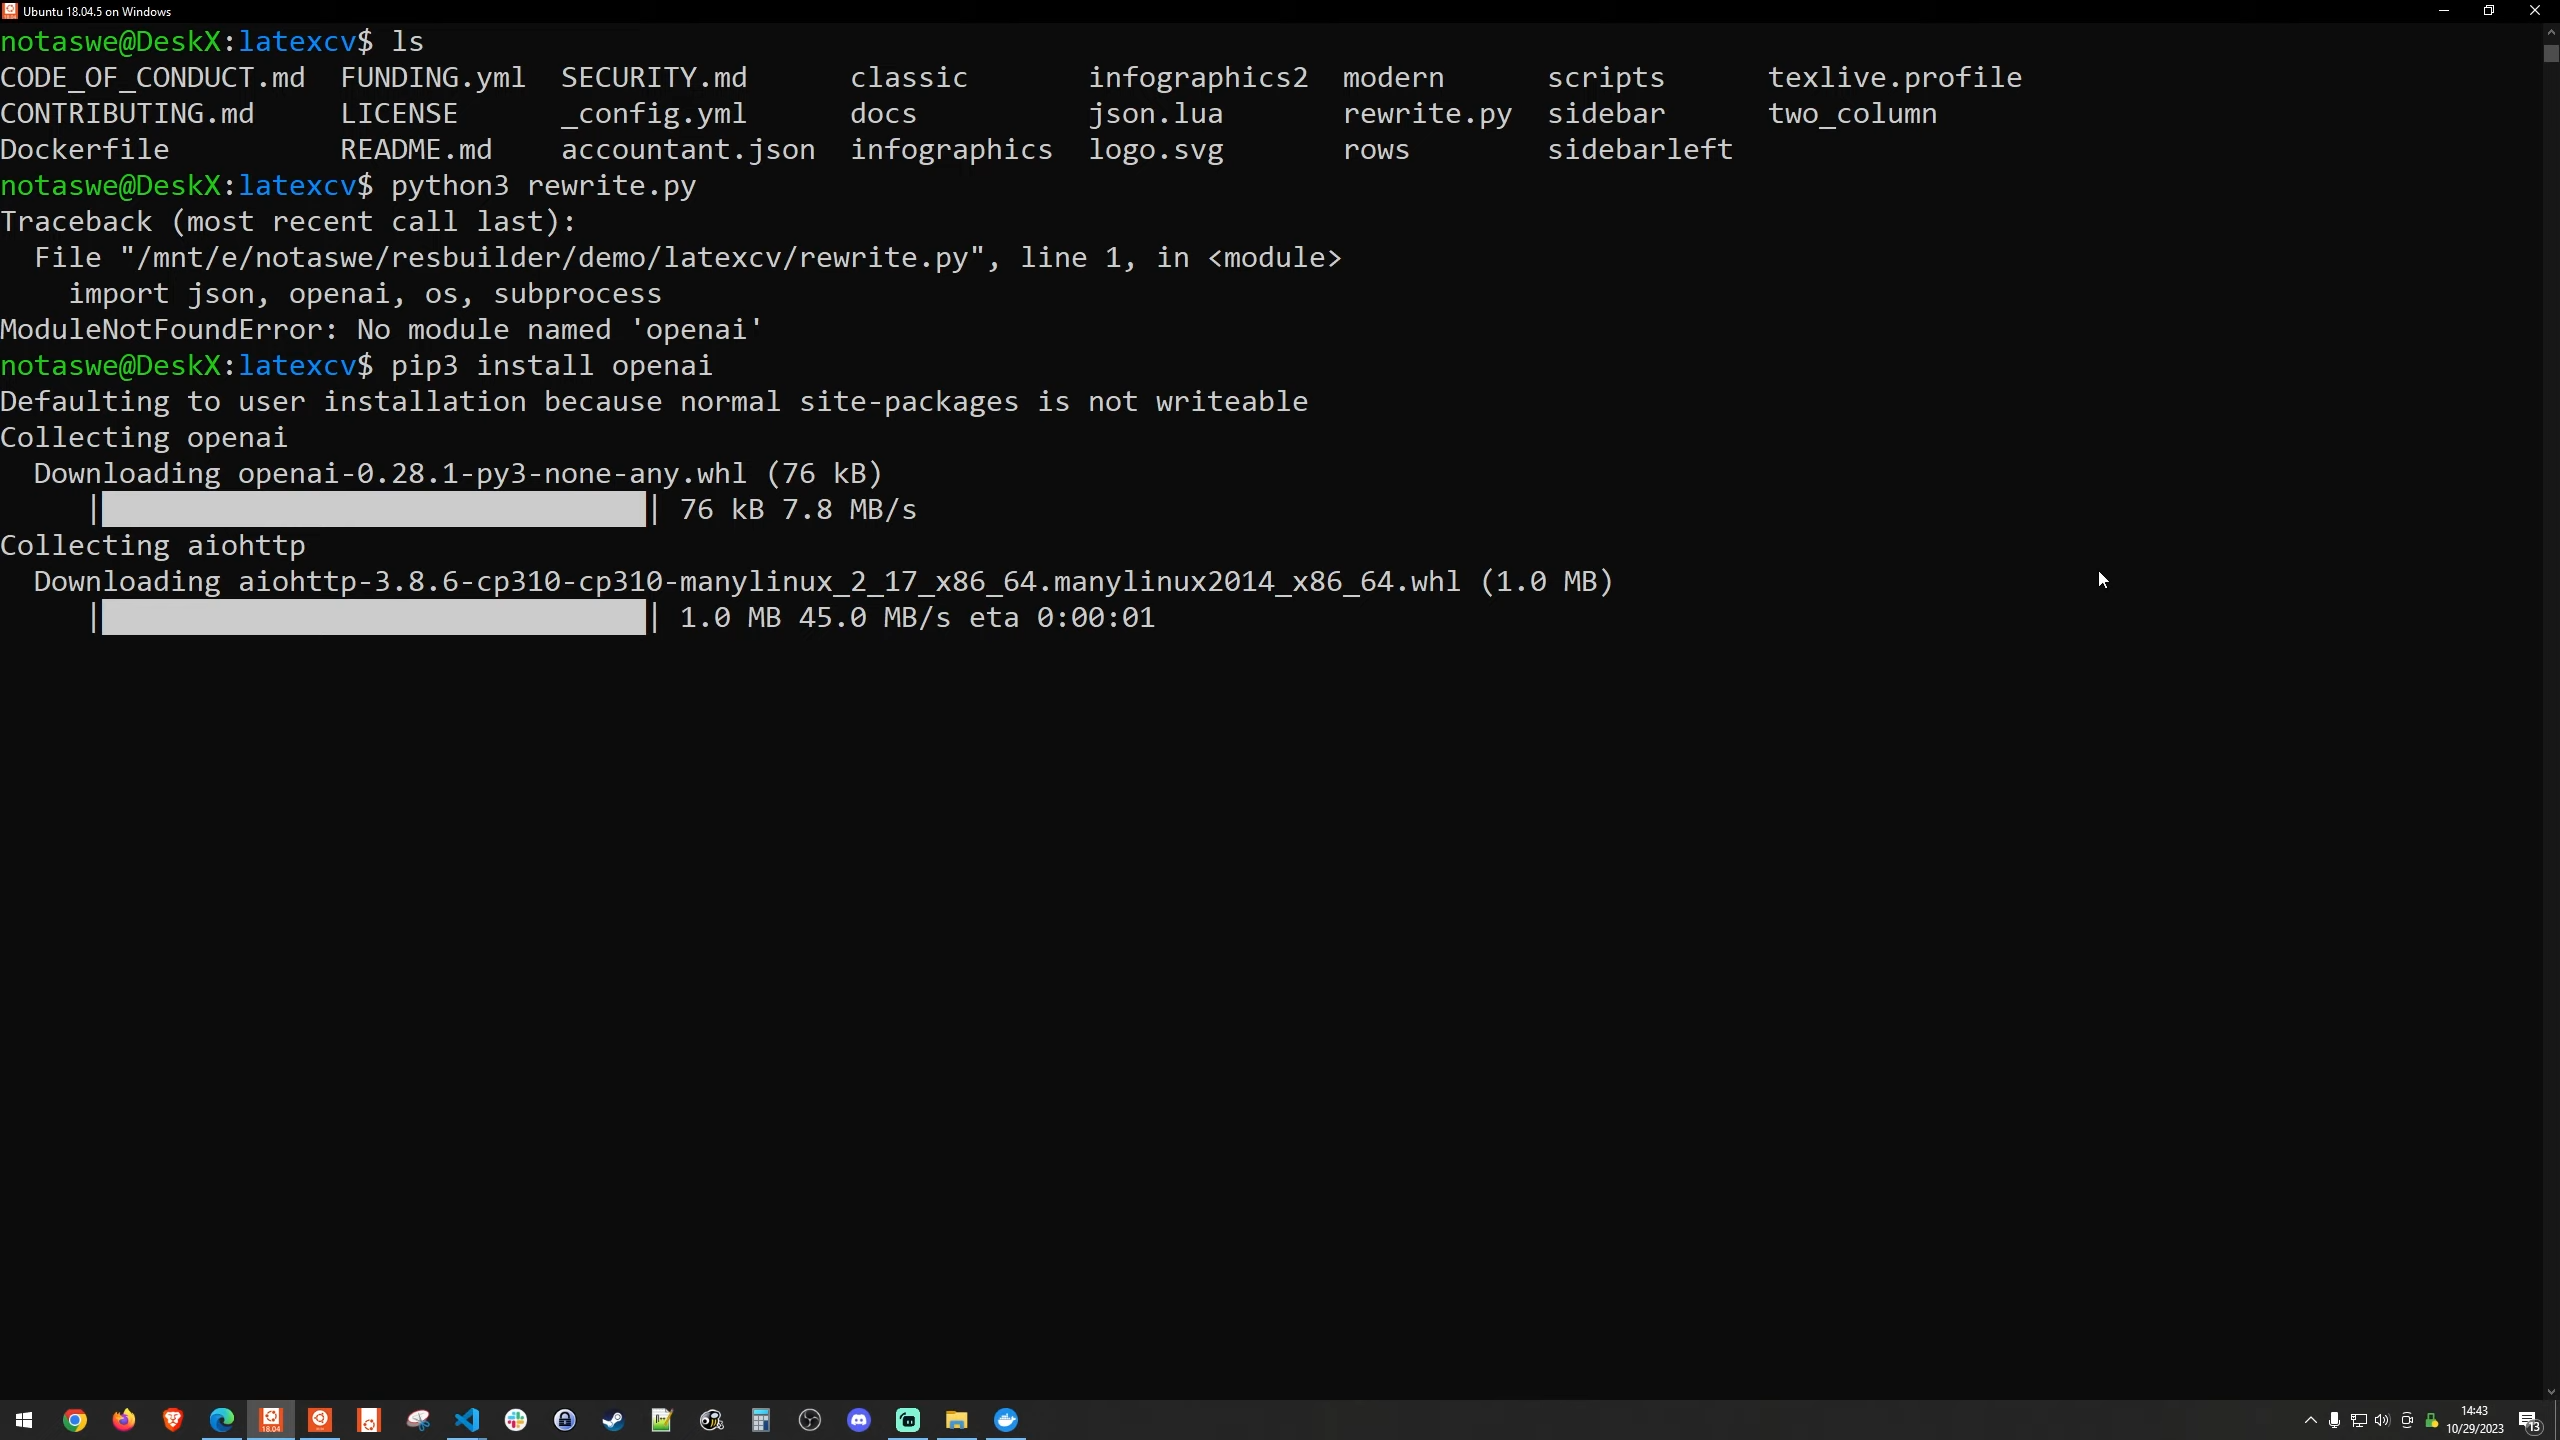 Ubuntu 18.04.5 on Windows
notaswe@DeskX:latexcv$ ls
CODE_OF_CONDUCT.md  FUNDING.yml  SECURITY.md      classic       infographics2  modern      scripts      texlive.profile
CONTRIBUTING.md     LICENSE      _config.yml      docs          json.lua       rewrite.py  sidebar      two_column
Dockerfile          README.md    accountant.json  infographics  logo.svg       rows        sidebarleft
notaswe@DeskX:latexcv$ python3 rewrite.py
Traceback (most recent call last):
  File "/mnt/e/notaswe/resbuilder/demo/latexcv/rewrite.py", line 1, in <module>
    import json, openai, os, subprocess
ModuleNotFoundError: No module named 'openai'
notaswe@DeskX:latexcv$ pip3 install openai
Defaulting to user installation because normal site-packages is not writeable
Collecting openai
  Downloading openai-0.28.1-py3-none-any.whl (76 kB)
     |████████████████████████████████| 76 kB 7.8 MB/s
Collecting aiohttp
  Downloading aiohttp-3.8.6-cp310-cp310-manylinux_2_17_x86_64.manylinux2014_x86_64.whl (1.0 MB)
     |████████████████████████████████| 1.0 MB 45.0 MB/s eta 0:00:01
18.04
14:43
10/29/2023
13